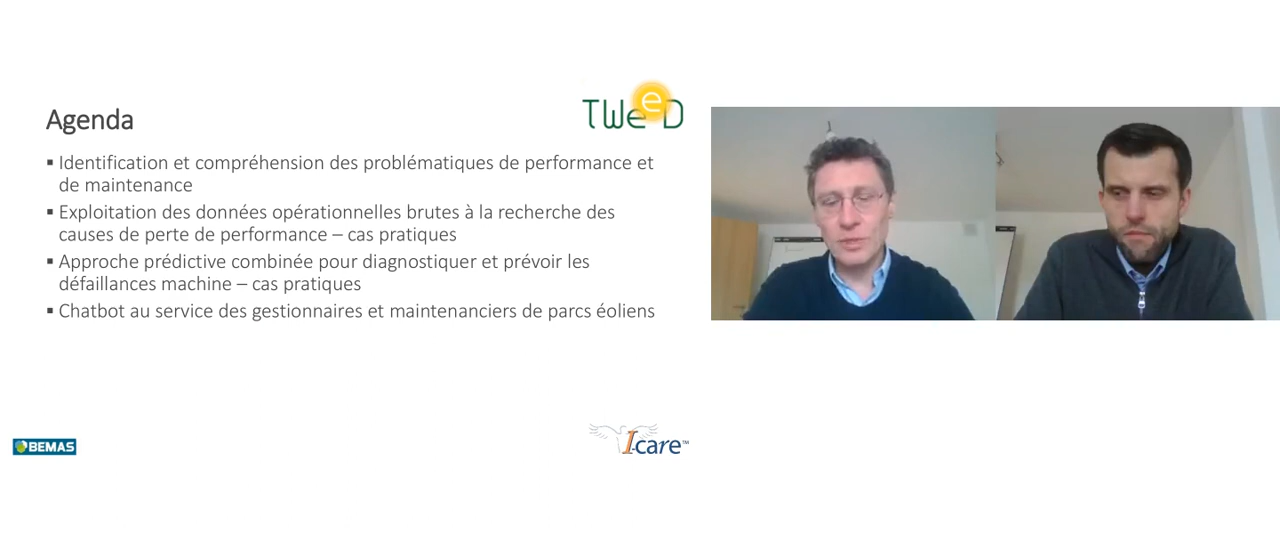 TWeeD
Agenda
▪ Identification et compréhension des problématiques de performance et
de maintenance
▪ Exploitation des données opérationnelles brutes à la recherche des
causes de perte de performance – cas pratiques
▪ Approche prédictive combinée pour diagnostiquer et prévoir les
défaillances machine – cas pratiques
▪ Chatbot au service des gestionnaires et maintenanciers de parcs éoliens
BEMAS
I-care™